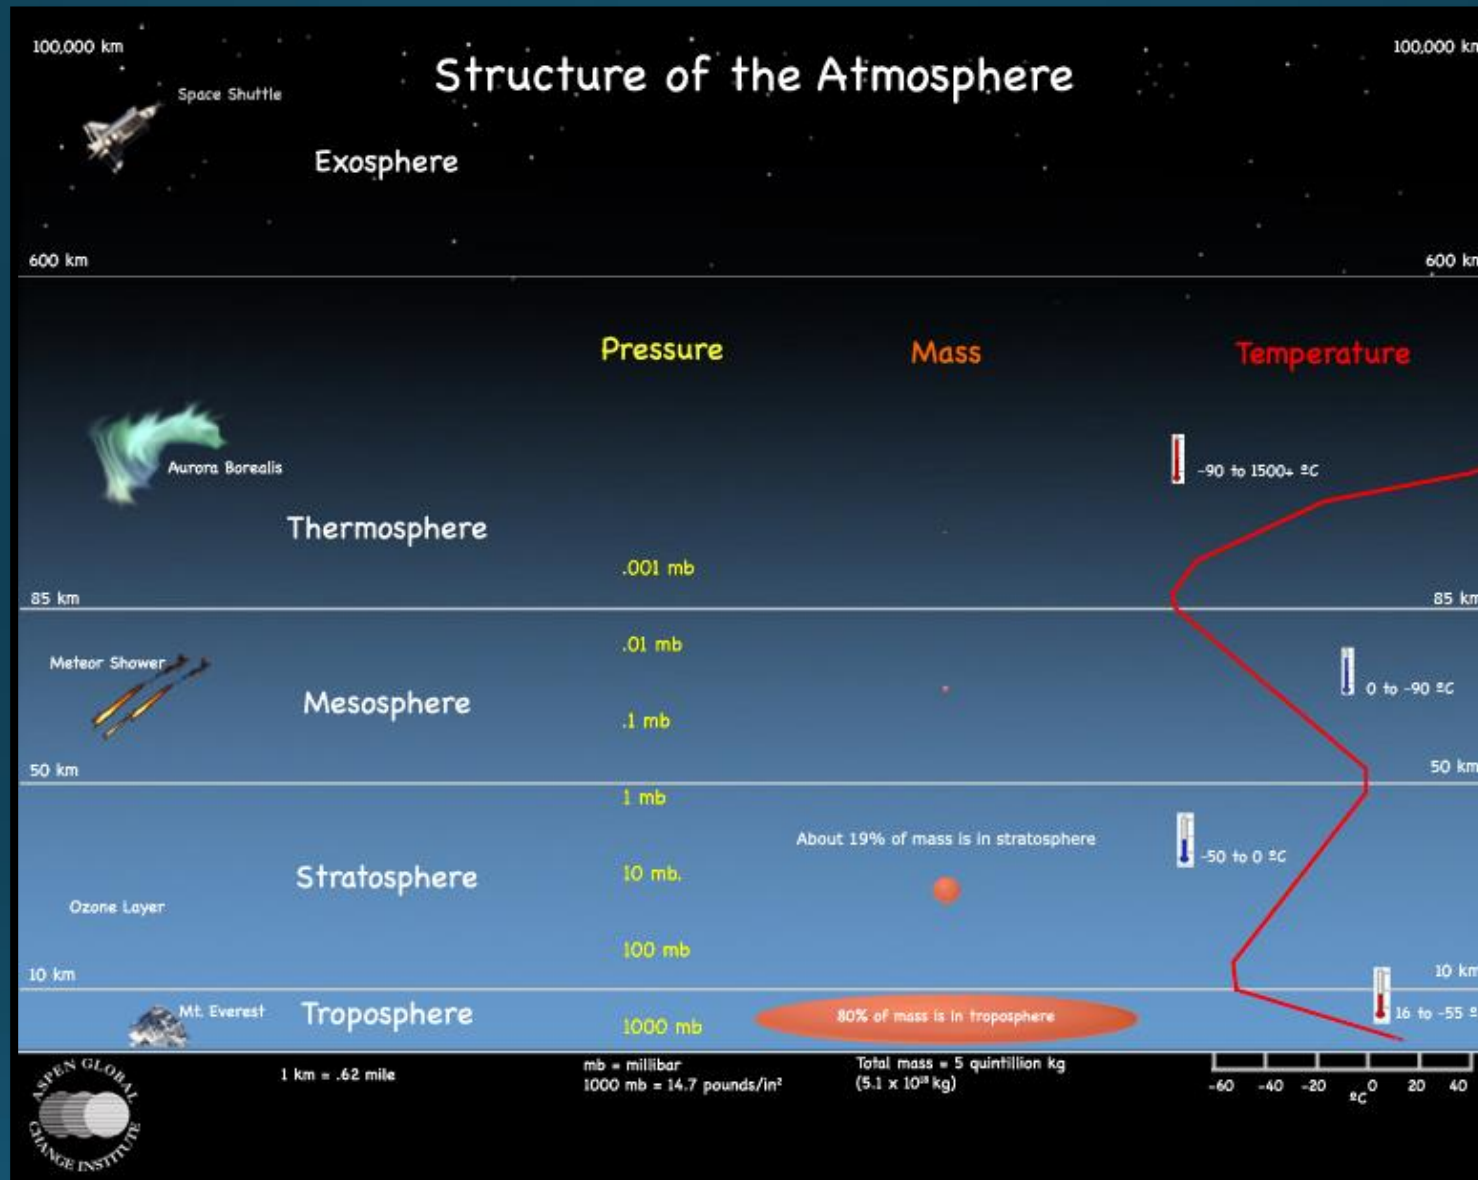 Structure of the Atmosphere
100,000 km
100,000 km
Space Shuttle
Exosphere
600 km
600 km
Pressure
Mass
Temperature
Aurora Borealis
-90 to 1500+ ºC
Thermosphere
.001 mb
85 km
85 km
.01 mb
Meteor Shower
0 to -90 ºC
Mesosphere
.1 mb
50 km
50 km
1 mb
About 19% of mass is in stratosphere
-50 to 0 ºC
Stratosphere
10 mb.
Ozone Layer
100 mb
10 km
10 km
Mt. Everest
Troposphere
1000 mb
80% of mass is in troposphere
16 to -55 º
1 km = .62 mile
mb = millibar
1000 mb = 14.7 pounds/in²
Total mass = 5 quintillion kg
(5.1 x 10¹⁸ kg)
-60 -40 -20 0 20 40
ºC
ASPEN GLOBAL
CHANGE INSTITUTE